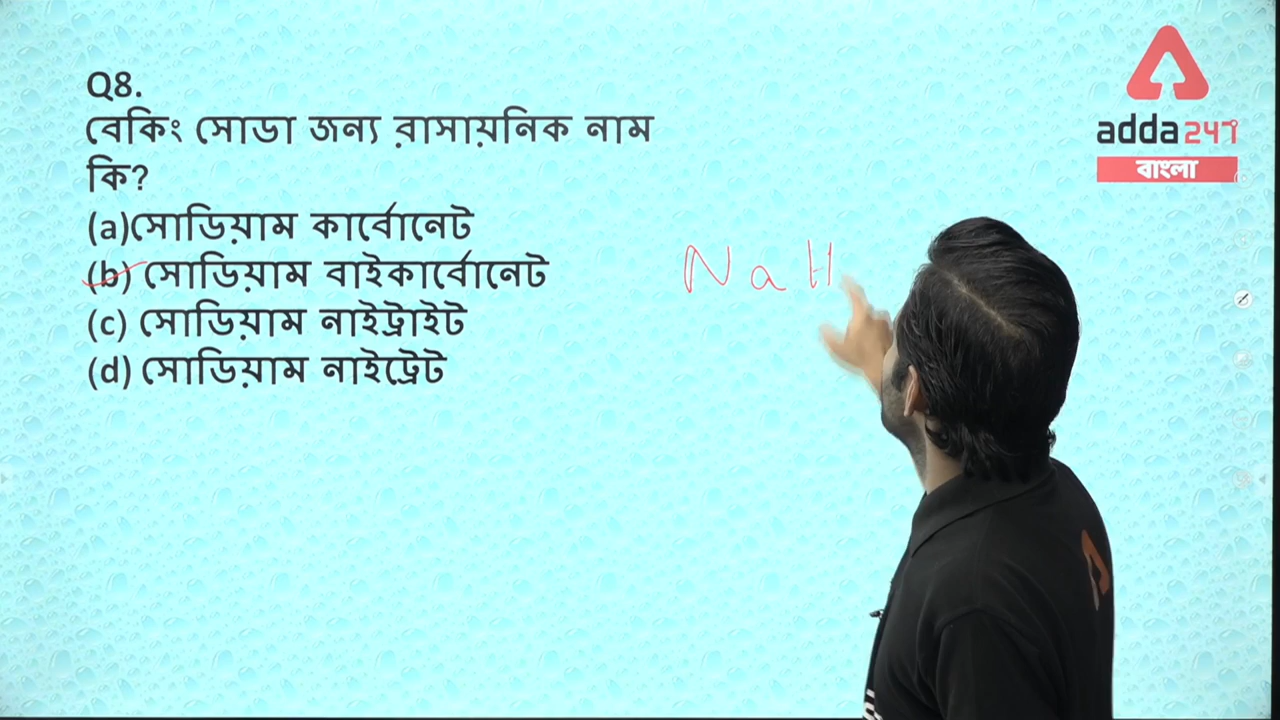 Q8.
বেকিং সোডা জন্য রাসায়নিক নাম
কি?
(a)সোডিয়াম কার্বোনেট
(b) সোডিয়াম বাইকার্বোনেট
(c) সোডিয়াম নাইট্রাইট
(d) সোডিয়াম নাইট্রেট
NaH
adda247
বাংলা